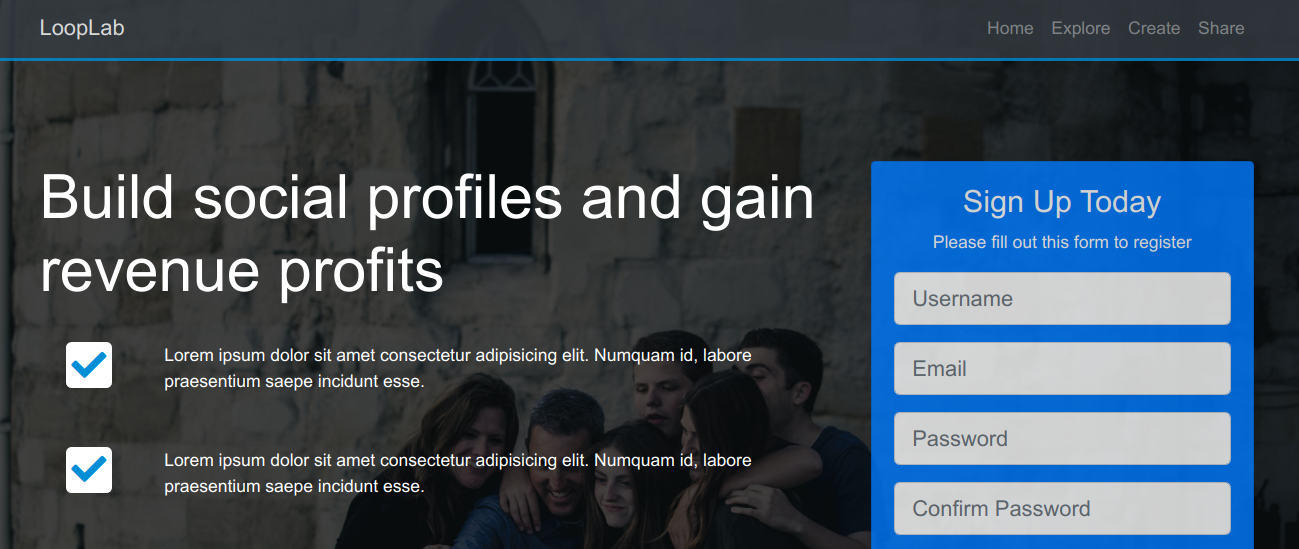 LoopLab
Home Explore Create Share
Build social profiles and gain
revenue profits
Lorem ipsum dolor sit amet consectetur adipisicing elit. Numquam id, labore
praesentium saepe incidunt esse.
Lorem ipsum dolor sit amet consectetur adipisicing elit. Numquam id, labore
praesentium saepe incidunt esse.
Sign Up Today
Please fill out this form to register
Username
Email
Password
Confirm Password